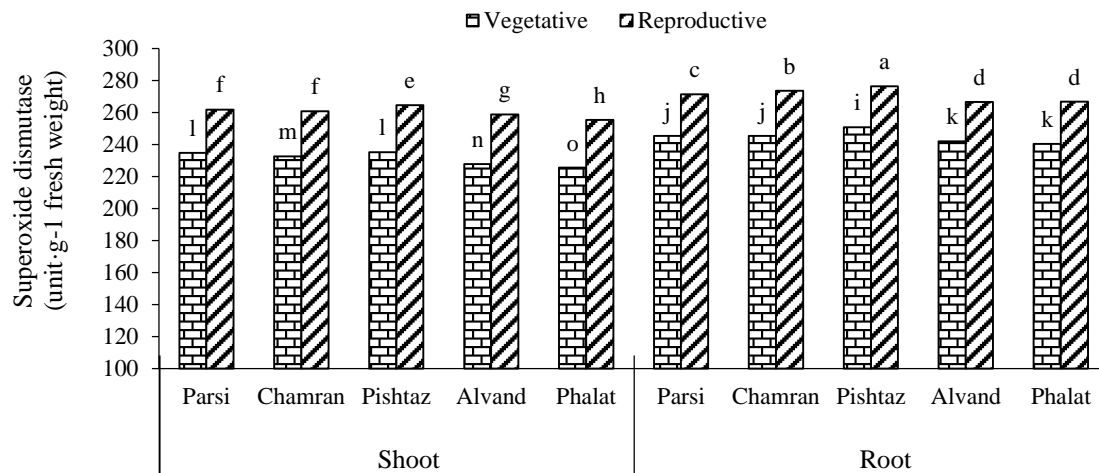 Vegetative Reproductive
Superoxide dismutase
(unit·g-1 fresh weight)
300
280
260
240
220
200
180
160
140
120
100
l f m f l e n g o h j c j b i a k d k d
Parsi Chamran Pishtaz Alvand Phalat Parsi Chamran Pishtaz Alvand Phalat
Shoot Root